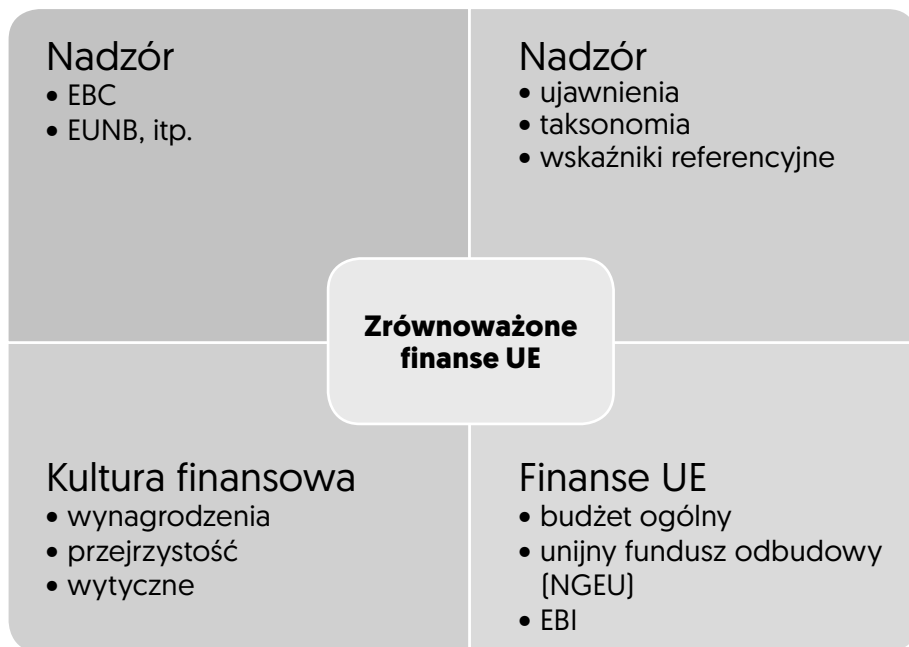 Nadzór
• EBC
• EUNB, itp.
Nadzór
• ujawnienia
• taksonomia
• wskaźniki referencyjne
Zrównoważone
finanse UE
Kultura finansowa
• wynagrodzenia
• przejrzystość
• wytyczne
Finanse UE
• budżet ogólny
• unijny fundusz odbudowy
(NGEU)
• EBI